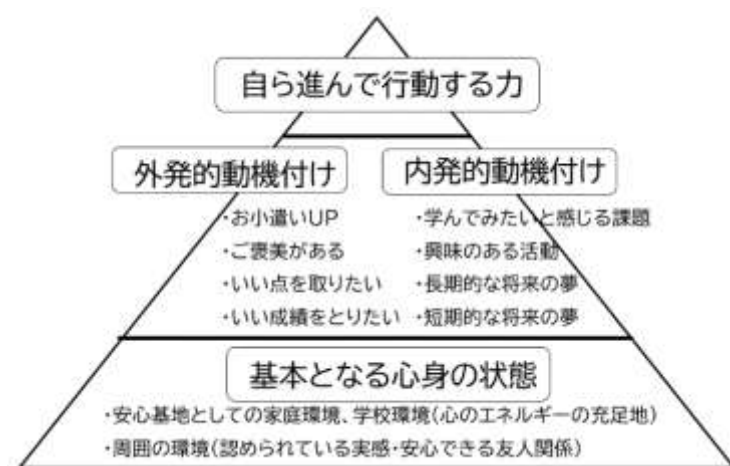 自ら進んで行動する力
外発的動機付け
・お小遣いUP
・ご褒美がある
・いい点を取りたい
・いい成績をとりたい
内発的動機付け
・学んでみたいと感じる課題
・興味のある活動
・長期的な将来の夢
・短期的な将来の夢
基本となる心身の状態
・安心基地としての家庭環境、学校環境(心のエネルギーの充足地)
・周囲の環境(認められている実感・安心できる友人関係)